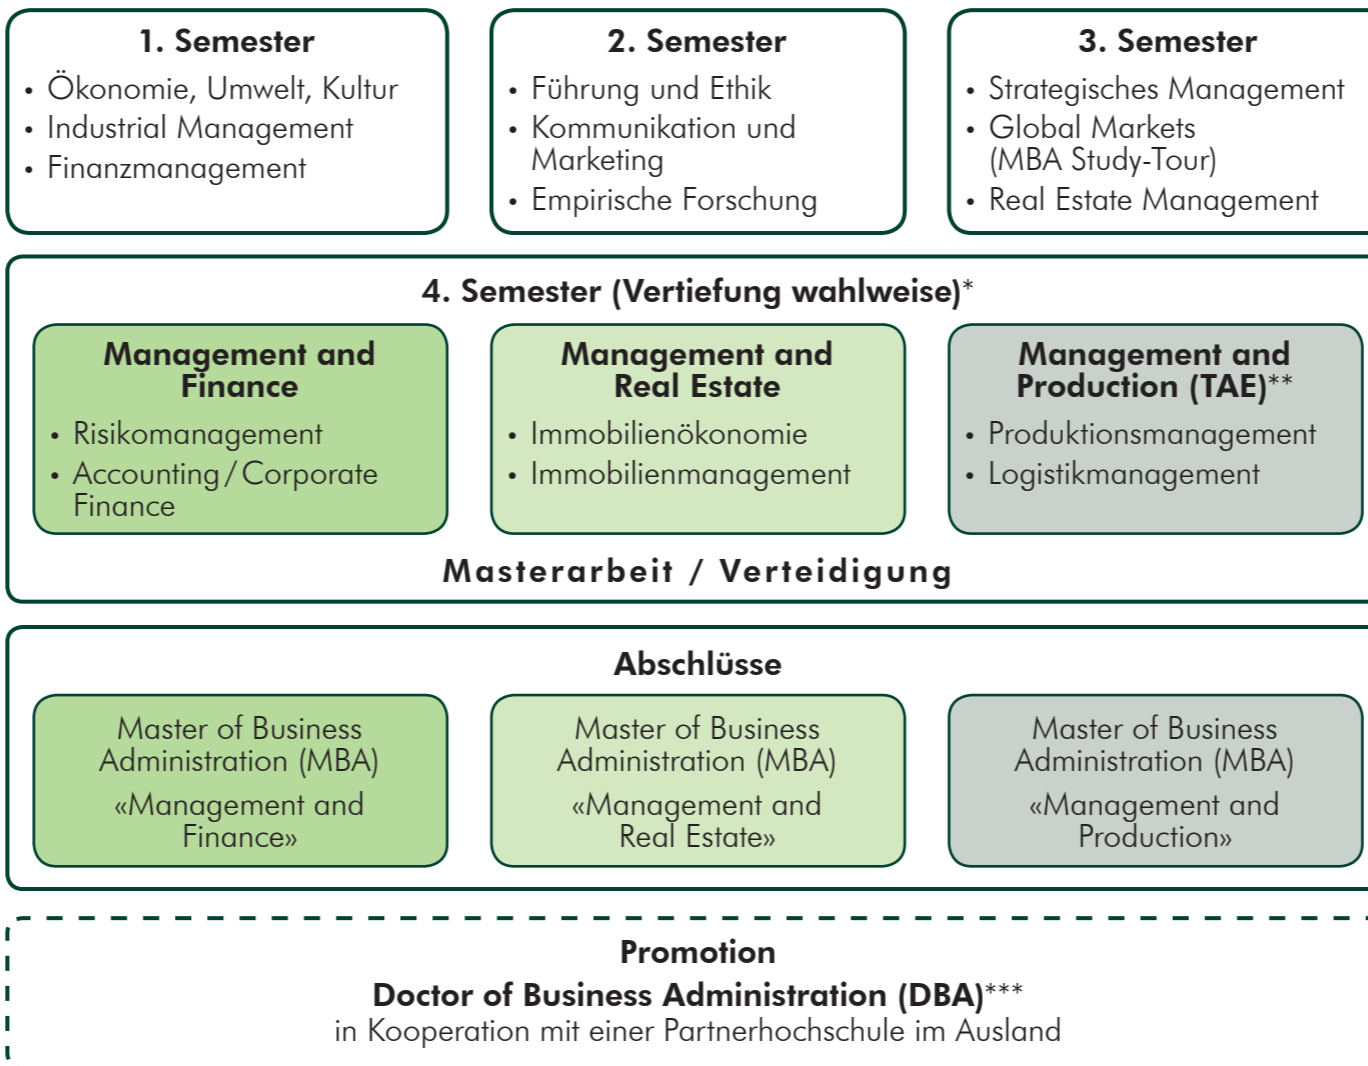 1. Semester
• Ökonomie, Umwelt, Kultur
• Industrial Management
• Finanzmanagement
2. Semester
• Führung und Ethik
• Kommunikation und
Marketing
• Empirische Forschung
3. Semester
• Strategisches Management
• Global Markets
(MBA Study-Tour)
• Real Estate Management
4. Semester (Vertiefung wahlweise)*
Management and
Finance
• Risikomanagement
• Accounting / Corporate
Finance
Management and
Real Estate
• Immobilienökonomie
• Immobilienmanagement
Management and
Production (TAE)**
• Produktionsmanagement
• Logistikmanagement
Masterarbeit / Verteidigung
Abschlüsse
Master of Business
Administration (MBA)
«Management and
Finance»
Master of Business
Administration (MBA)
«Management and
Real Estate»
Master of Business
Administration (MBA)
«Management and
Production»
Promotion
Doctor of Business Administration (DBA)***
in Kooperation mit einer Partnerhochschule im Ausland